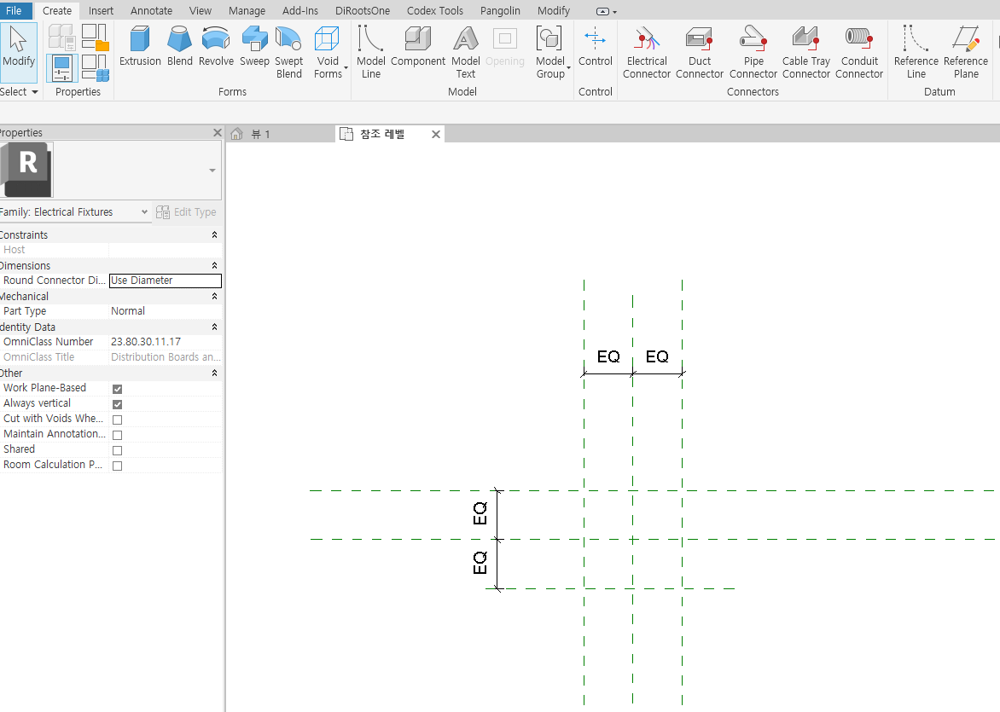 File Create Insert Annotate View Manage Add-Ins DiRootsOne Codex Tools Pangolin Modify
Modify
Select
Properties
Extrusion Blend Revolve Sweep Swept Blend Void Forms
Forms
Model Line Component Model Text Opening Model Group
Model
Control
Control
Electrical Connector Duct Connector Pipe Connector Cable Tray Connector Conduit Connector
Connectors
Reference Line Reference Plane
Datum
Properties
뷰 1
참조 레벨
R
Family: Electrical Fixtures
Edit Type
Constraints
Host
Dimensions
Round Connector Di... Use Diameter
Mechanical
Part Type Normal
Identity Data
OmniClass Number 23.80.30.11.17
OmniClass Title Distribution Boards an...
Other
Work Plane-Based
Always vertical
Cut with Voids Whe...
Maintain Annotation...
Shared
Room Calculation P...
EQ EQ
EQ
EQ